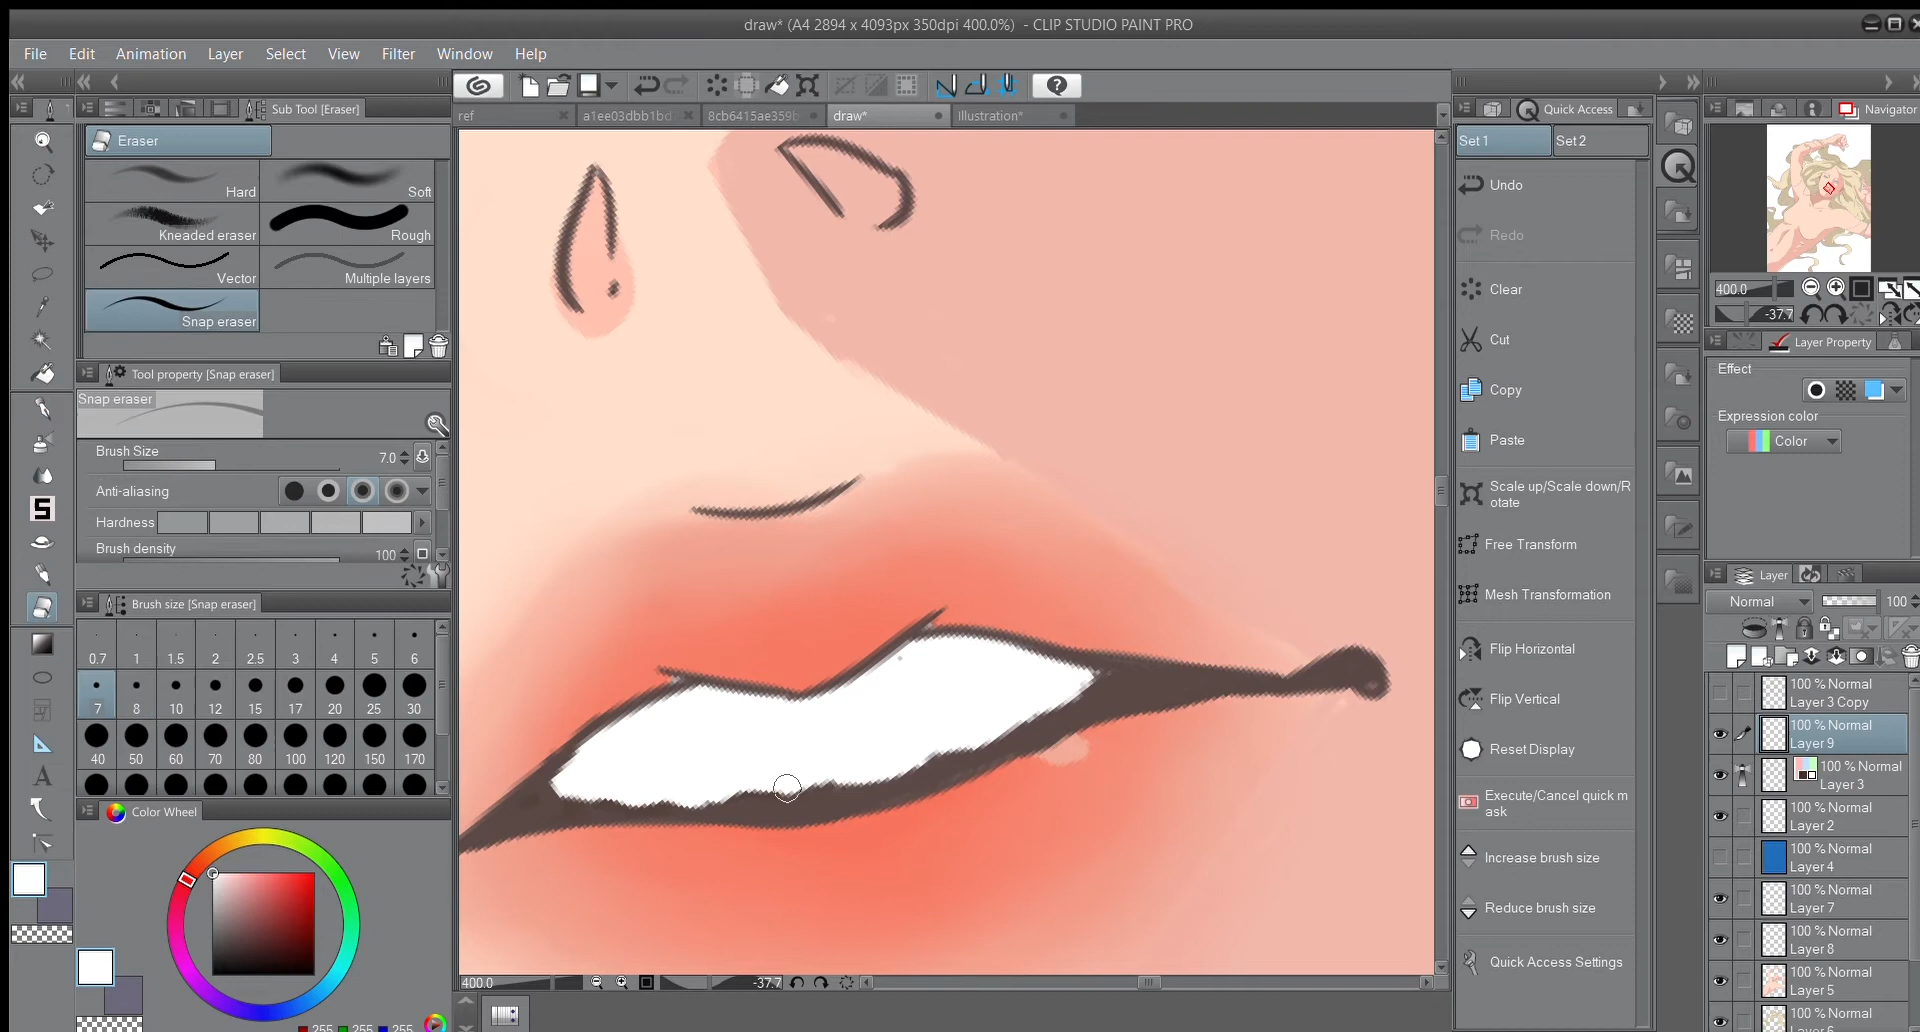 draw* (A4 2894 x 4093px 350dpi 400.0%) - CLIP STUDIO PAINT PRO
File Edit Animation Layer Select View Filter Window Help
Sub Tool [Eraser]
Eraser
Hard
Soft
Kneaded eraser
Rough
Vector
Multiple layers
Snap eraser
Tool property [Snap eraser]
Snap eraser
Brush Size 7.0
Anti-aliasing
Hardness
Brush density 100
Brush size [Snap eraser]
0.7 1 1.5 2 2.5 3 4 5 6
7 8 10 12 15 17 20 25 30
40 50 60 70 80 100 120 150 170
Color Wheel
255 255 255
ref
a1ee03dbb1bd
8cb6415ae359b
draw*
Illustration*
400.0
-37.7
Quick Access
Set 1
Set 2
Undo
Redo
Clear
Cut
Copy
Paste
Scale up/Scale down/R
otate
Free Transform
Mesh Transformation
Flip Horizontal
Flip Vertical
Reset Display
Execute/Cancel quick m
ask
Increase brush size
Reduce brush size
Quick Access Settings
Navigator
400.0
-37.7
Layer Property
Effect
Expression color
Color
Layer
Normal 100
100 % Normal
Layer 3 Copy
100 % Normal
Layer 9
100 % Normal
Layer 3
100 % Normal
Layer 2
100 % Normal
Layer 4
100 % Normal
Layer 7
100 % Normal
Layer 8
100 % Normal
Layer 5
100 % Normal